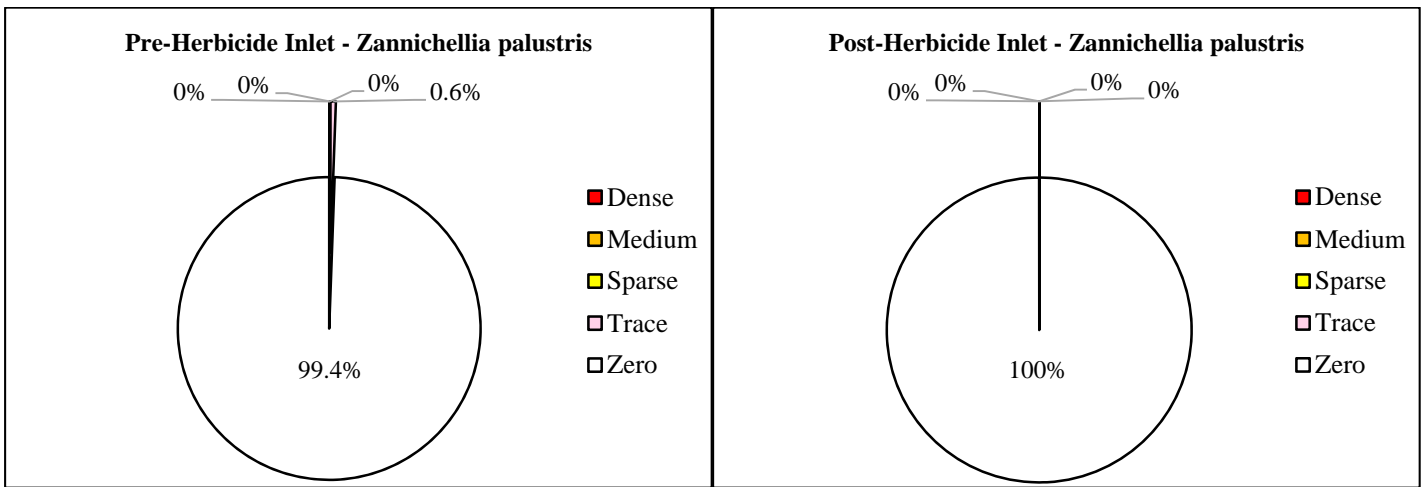 Pre-Herbicide Inlet - Zannichellia palustris
0%
0%
0%
0.6%
99.4%
Dense
Medium
Sparse
Trace
Zero
Post-Herbicide Inlet - Zannichellia palustris
0%
0%
0%
0%
100%
Dense
Medium
Sparse
Trace
Zero